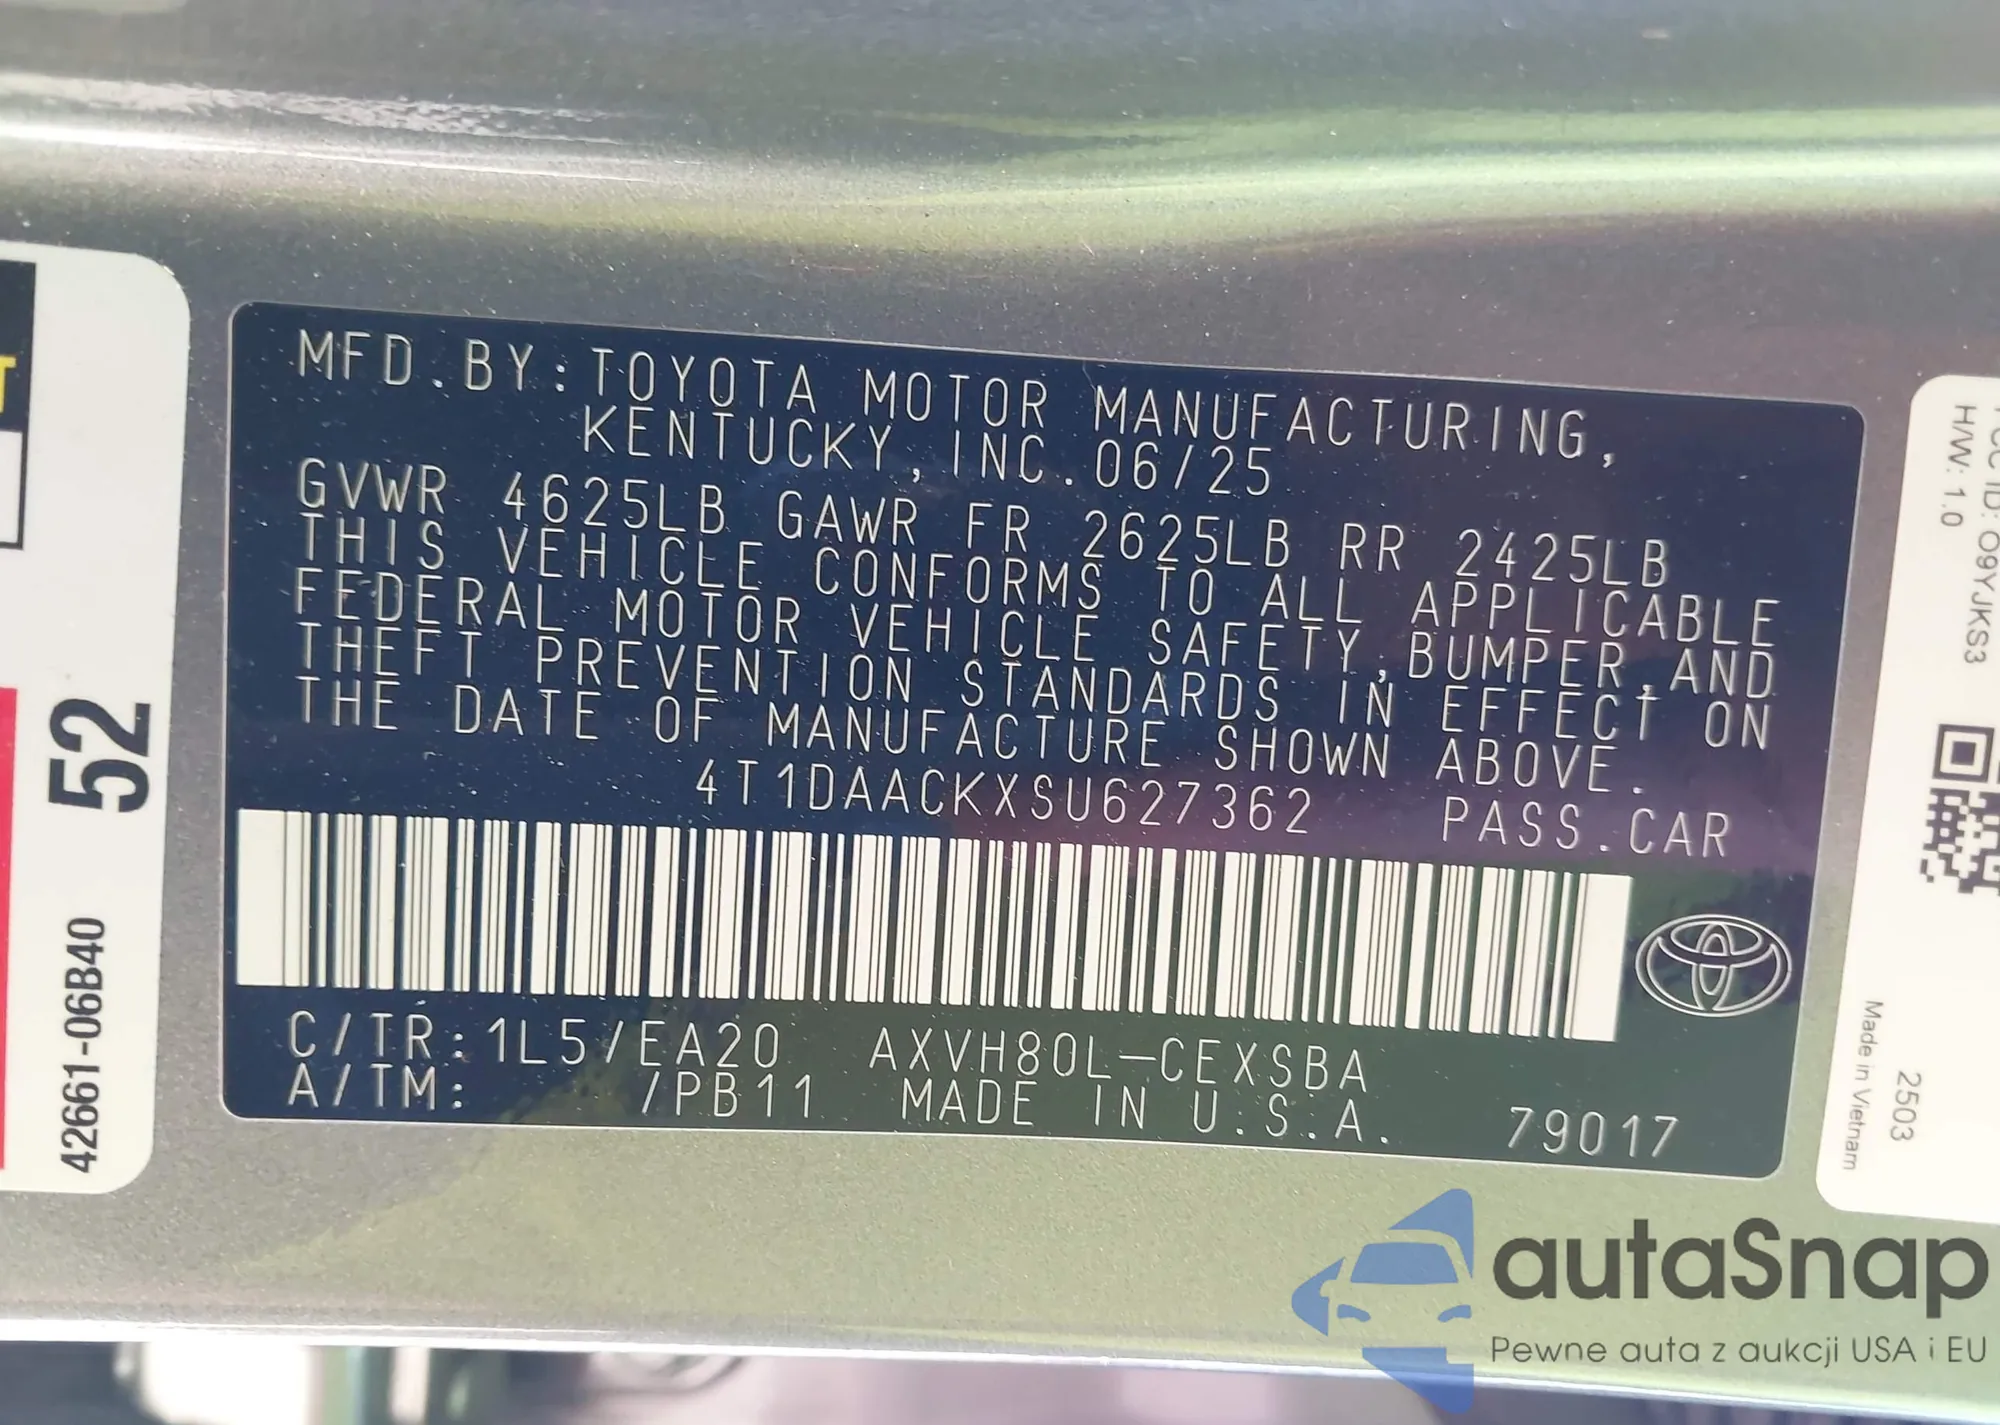 MFD.BY:TOYOTA MOTOR MANUFACTURING,
KENTUCKY,INC.06/25
GVWR 4625LB GAWR FR 2625LB RR 2425LB
THIS VEHICLE CONFORMS TO ALL APPLICABLE
FEDERAL MOTOR VEHICLE SAFETY,BUMPER,AND
THEFT PREVENTION STANDARDS IN EFFECT ON
THE DATE OF MANUFACTURE SHOWN ABOVE.
4T1DAACKXSU627362 PASS.CAR
C/TR:1L5/EA20 AXVH80L-CEXSBA
A/TM: /PB11 MADE IN U.S.A. 79017
T
52
42661-06B40
FCC ID: O9YJKS3
H/W: 1.0
2503
Made in Vietnam
autaSnap
Pewne auta z aukcji USA i EU